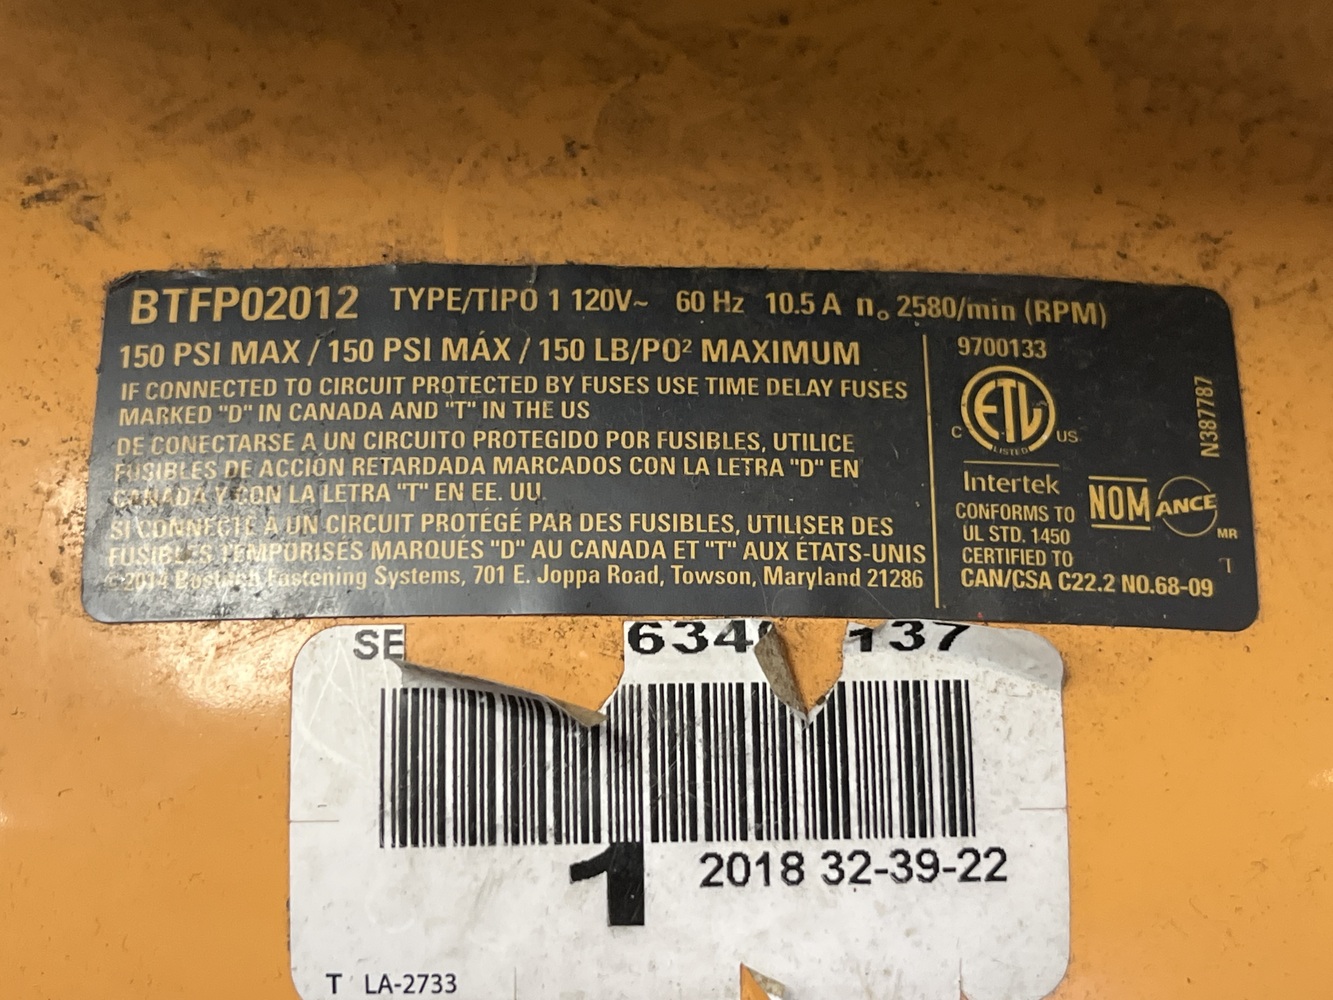 BTFP02012 TYPE/TIPO 1 120V~ 60 Hz 10.5 A nₒ 2580/min (RPM)
150 PSI MAX / 150 PSI MÁX / 150 LB/PO² MAXIMUM
IF CONNECTED TO CIRCUIT PROTECTED BY FUSES USE TIME DELAY FUSES
MARKED "D" IN CANADA AND "T" IN THE US
DE CONECTARSE A UN CIRCUITO PROTEGIDO POR FUSIBLES, UTILICE
FUSIBLES DE ACCIÓN RETARDADA MARCADOS CON LA LETRA "D" EN
CANADA Y CON LA LETRA "T" EN EE. UU.
SI CONNECTÉ À UN CIRCUIT PROTÉGÉ PAR DES FUSIBLES, UTILISER DES
FUSIBLES TEMPORISES MARQUÉS "D" AU CANADA ET "T" AUX ÉTATS-UNIS
©2014 Bostitch Fastening Systems, 701 E. Joppa Road, Towson, Maryland 21286
9700133
ETL
C US
LISTED
Intertek
CONFORMS TO
UL STD. 1450
CERTIFIED TO
CAN/CSA C22.2 NO.68-09
NOM ANCE
MR
N387787
SE 634 137
1 2018 32-39-22
T LA-2733